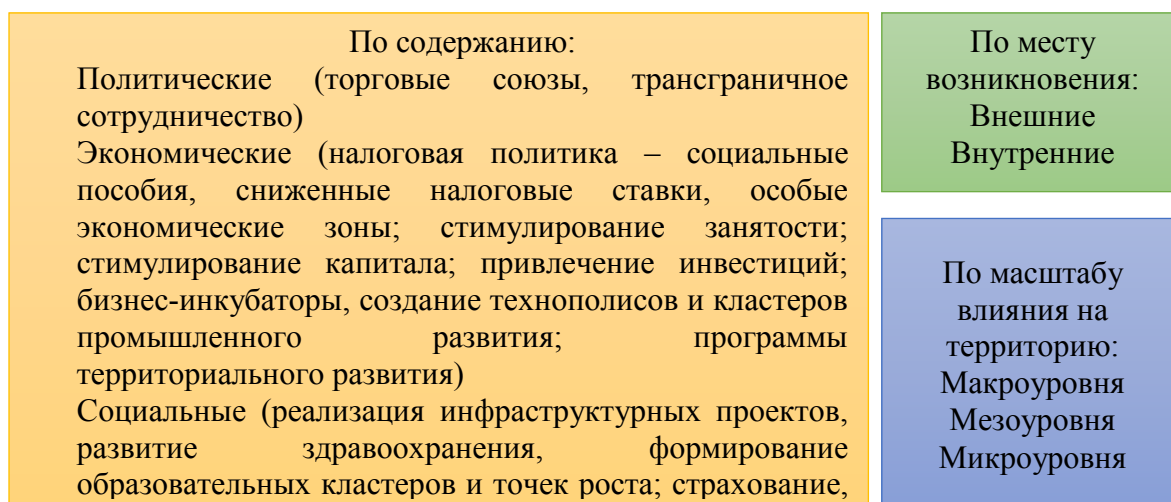 По содержанию:
Политические (торговые союзы, трансграничное
сотрудничество)
Экономические (налоговая политика – социальные
пособия, сниженные налоговые ставки, особые
экономические зоны; стимулирование занятости;
стимулирование капитала; привлечение инвестиций;
бизнес-инкубаторы, создание технополисов и кластеров
промышленного развития; программы
территориального развития)
Социальные (реализация инфраструктурных проектов,
развитие здравоохранения, формирование
образовательных кластеров и точек роста; страхование,
По месту
возникновения:
Внешние
Внутренние
По масштабу
влияния на
территорию:
Макроуровня
Мезоуровня
Микроуровня